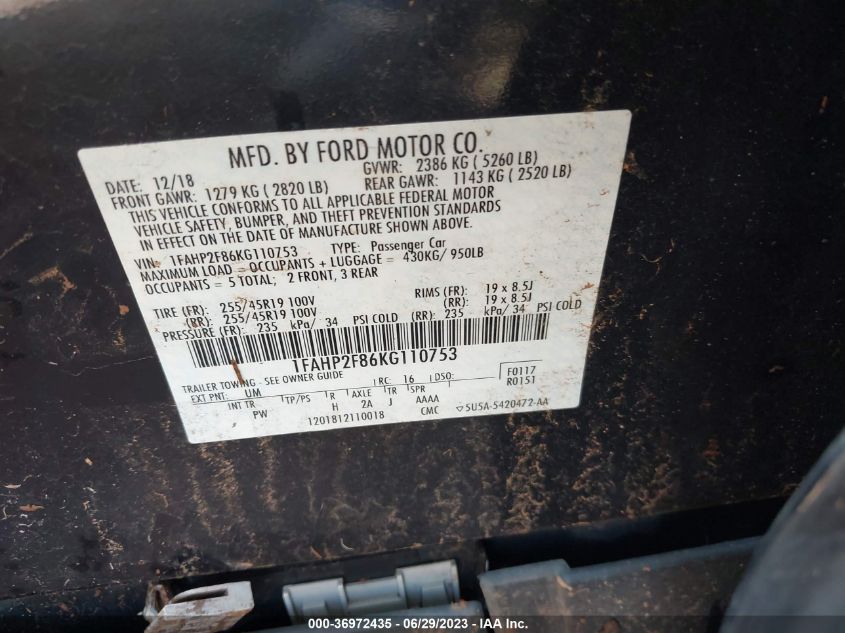 MFD. BY FORD MOTOR CO.
DATE: 12/18 GVWR: 2386 KG ( 5260 LB)
FRONT GAWR: 1279 KG ( 2820 LB) REAR GAWR: 1143 KG ( 2520 LB)
THIS VEHICLE CONFORMS TO ALL APPLICABLE FEDERAL MOTOR
VEHICLE SAFETY, BUMPER, AND THEFT PREVENTION STANDARDS
IN EFFECT ON THE DATE OF MANUFACTURE SHOWN ABOVE.
VIN: 1FAHP2F86KG110753 TYPE: Passenger Car
MAXIMUM LOAD = OCCUPANTS + LUGGAGE = 430KG/ 950LB
OCCUPANTS = 5 TOTAL; 2 FRONT, 3 REAR
TIRE (FR): 255/45R19 100V RIMS (FR): 19 x 8.5J
(RR): 255/45R19 100V (RR): 19 x 8.5J
PRESSURE (FR): 235 kPa/ 34 PSI COLD (RR): 235 kPa/ 34 PSI COLD
1FAHP2F86KG110753
TRAILER TOWING - SEE OWNER GUIDE
EXT PNT: UM RC: 16 DSO: F0117
R0151
INT TR TP/PS R AXLE TR SPR
PW H 2A J AAAA
1201812110018 CMC ▽5U5A-5420472-AA
000-36972435 - 06/29/2023 - © IAA Inc.